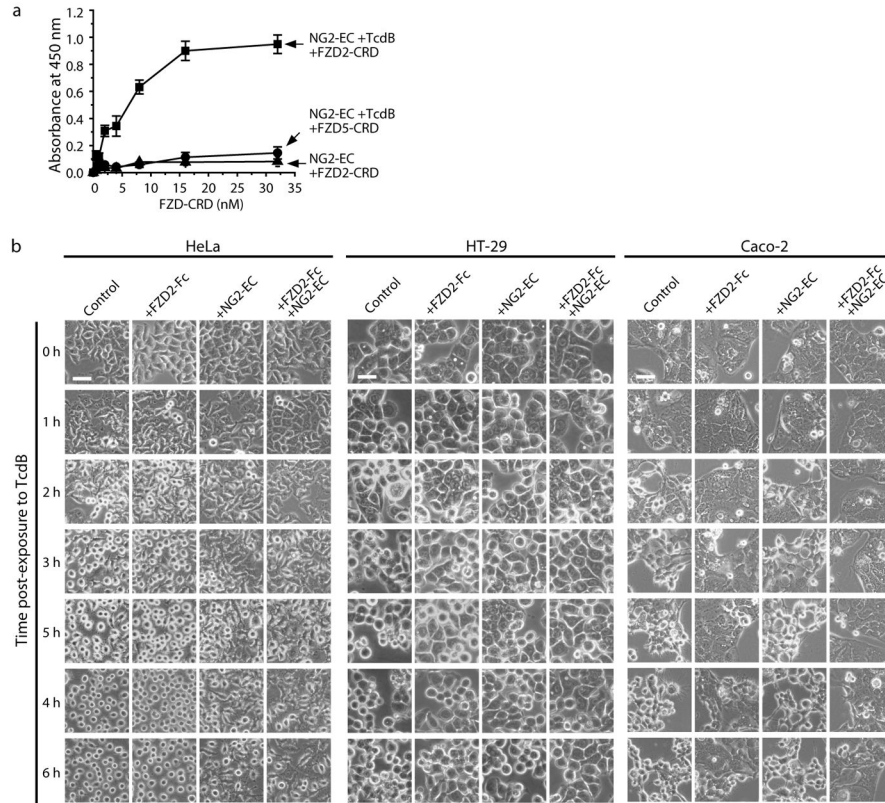 a
Absorbance at 450 nm
1.2
1.0
0.8
0.6
0.4
0.2
0.0
0 5 10 15 20 25 30 35
FZD-CRD (nM)
NG2-EC +TcdB
+FZD2-CRD
NG2-EC +TcdB
+FZD5-CRD
NG2-EC
+FZD2-CRD
b
HeLa HT-29 Caco-2
Control +FZD2-Fc +NG2-EC +FZD2-Fc
+NG2-EC
Control +FZD2-Fc +NG2-EC +FZD2-Fc
+NG2-EC
Control +FZD2-Fc +NG2-EC +FZD2-Fc
+NG2-EC
Time post-exposure to TcdB
0 h
1 h
2 h
3 h
5 h
4 h
6 h